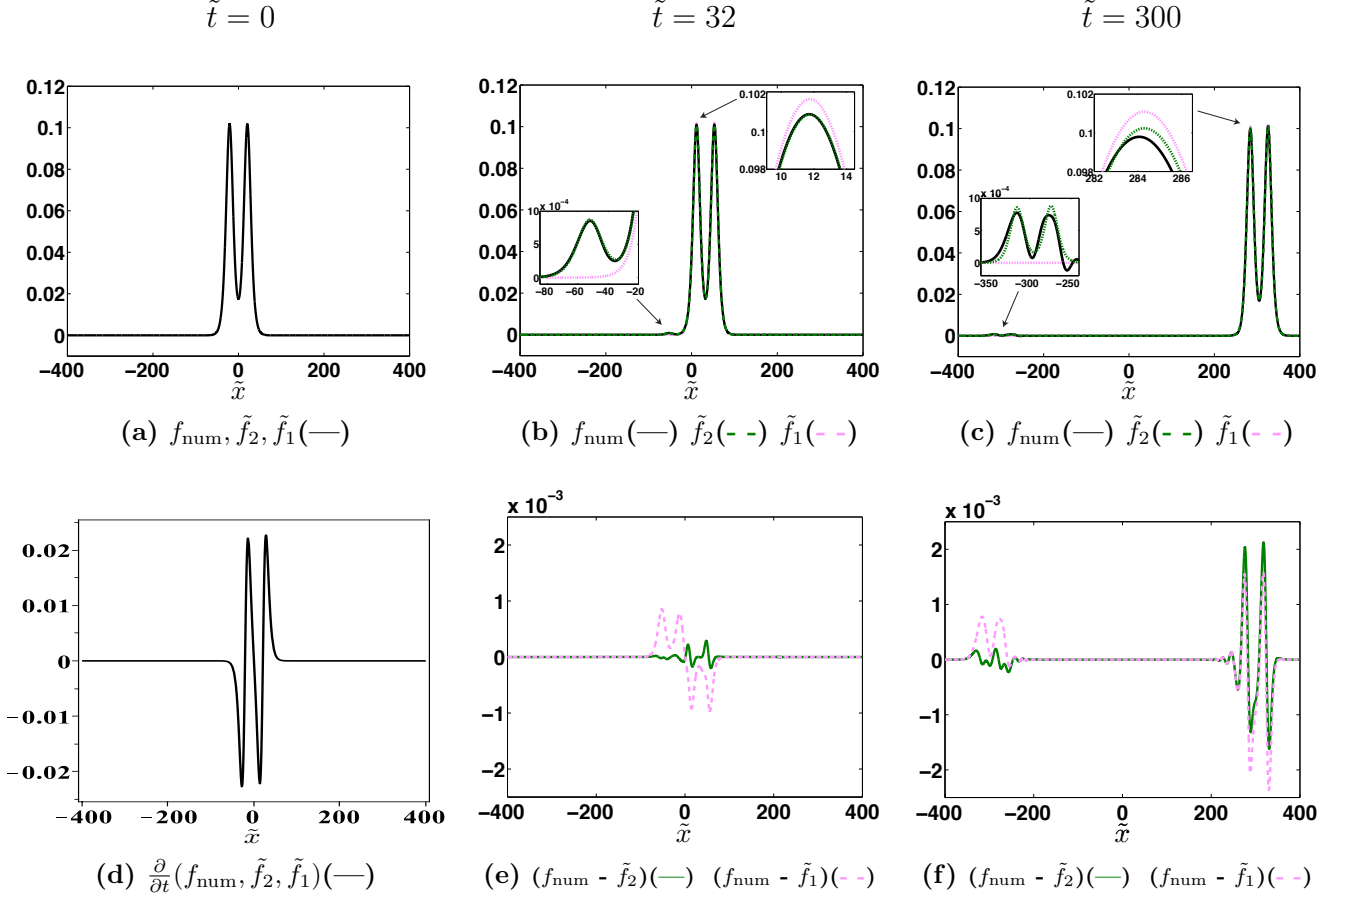 t̃ = 0
t̃ = 32
t̃ = 300
0.12
0.1
0.08
0.06
0.04
0.02
0
−400 −200 0 200 400
x̃
(a) f_num, f̃_2, f̃_1(—)
0.12
0.1
0.08
0.06
0.04
0.02
0
0.102
0.1
0.098
10 12 14
10 x 10⁻⁴
5
0
−80 −60 −40 −20
−400 −200 0 200 400
x̃
(b) f_num(—) f̃_2(- -) f̃_1(- -)
0.12
0.1
0.08
0.06
0.04
0.02
0
0.102
0.1
0.098
282 284 286
10 x 10⁻⁴
5
0
−350 −300 −250
−400 −200 0 200 400
x̃
(c) f_num(—) f̃_2(- -) f̃_1(- -)
0.02
0.01
0
−0.01
−0.02
−400 −200 0 200 400
x̃
(d) ∂/∂t(f_num, f̃_2, f̃_1)(—)
x 10⁻³
2
1
0
−1
−2
−400 −200 0 200 400
x̃
(e) (f_num - f̃_2)(—) (f_num - f̃_1)(- -)
x 10⁻³
2
1
0
−1
−2
−400 −200 0 200 400
x̃
(f) (f_num - f̃_2)(—) (f_num - f̃_1)(- -)